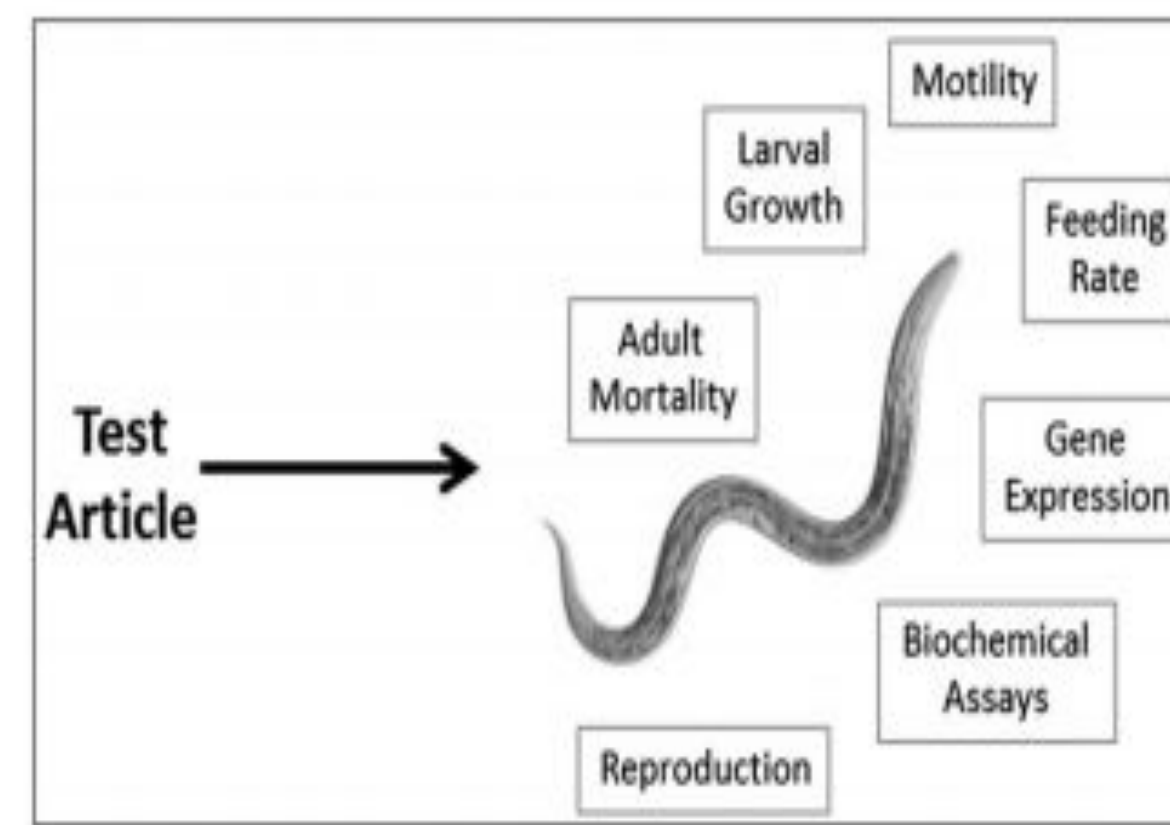 Motility
Larval
Growth
Feeding
Rate
Adult
Mortality
Test
Article
Gene
Expression
Biochemical
Assays
Reproduction